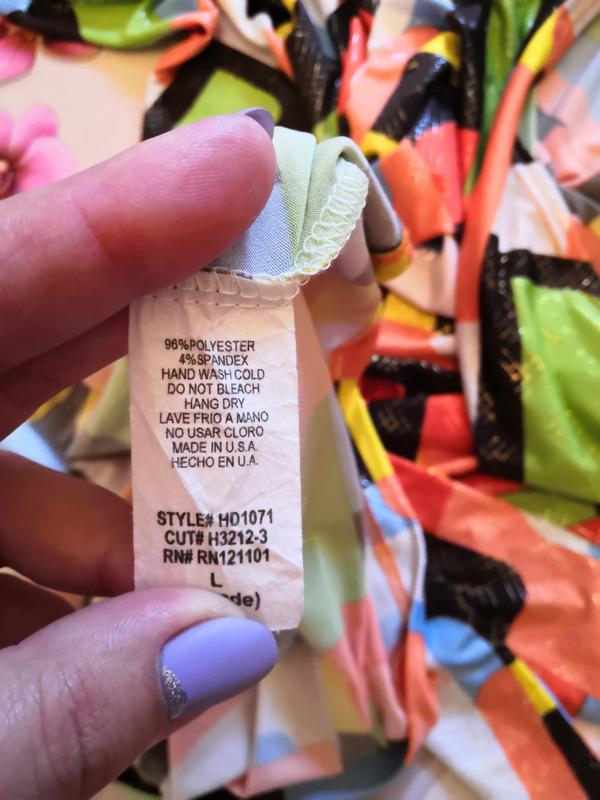 96%POLYESTER
4%SPANDEX
HAND WASH COLD
DO NOT BLEACH
HANG DRY
LAVE FRIO A MANO
NO USAR CLORO
MADE IN U.S.A.
HECHO EN U.A.
STYLE# HD1071
CUT# H3212-3
RN# RN121101
L